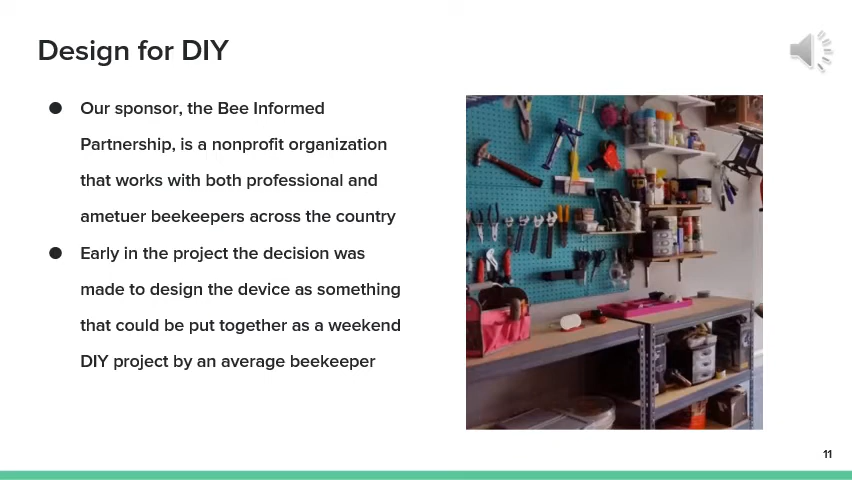 Design for DIY
● Our sponsor, the Bee Informed
Partnership, is a nonprofit organization
that works with both professional and
ametuer beekeepers across the country
● Early in the project the decision was
made to design the device as something
that could be put together as a weekend
DIY project by an average beekeeper
11